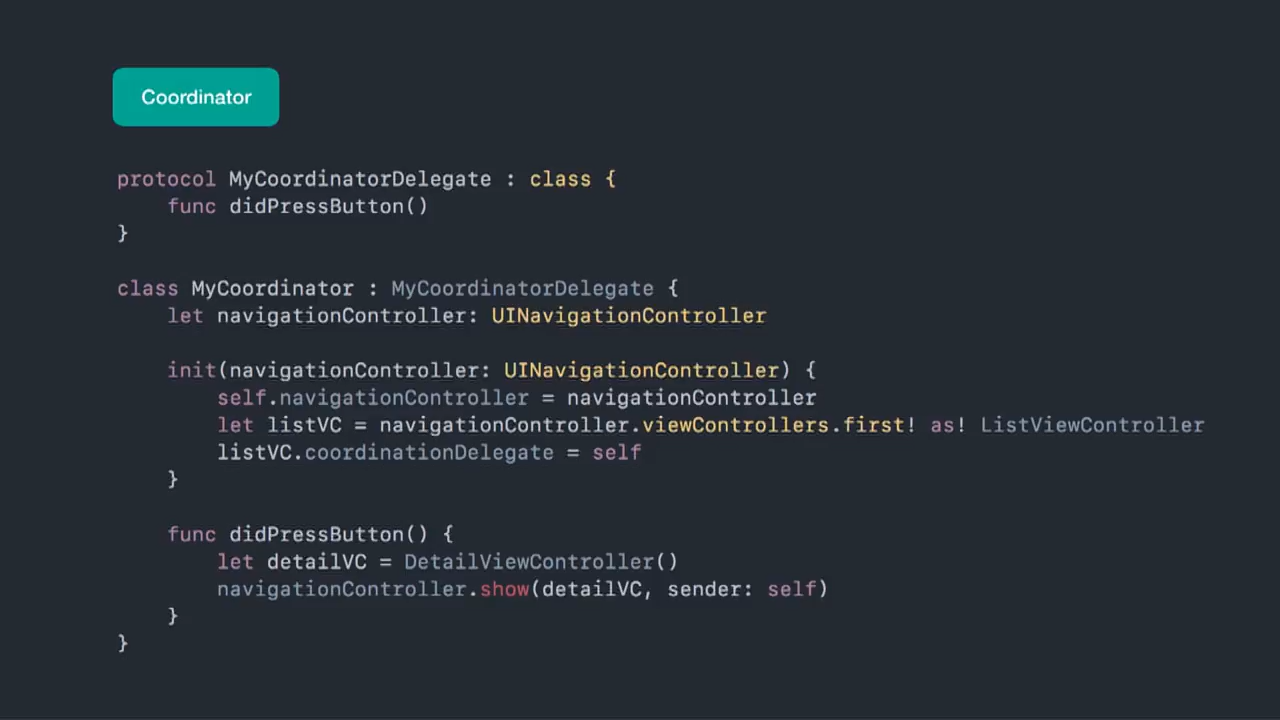 Coordinator
protocol MyCoordinatorDelegate : class {
    func didPressButton()
}
class MyCoordinator : MyCoordinatorDelegate {
    let navigationController: UINavigationController
    init(navigationController: UINavigationController) {
        self.navigationController = navigationController
        let listVC = navigationController.viewControllers.first! as! ListViewController
        listVC.coordinationDelegate = self
    }
    func didPressButton() {
        let detailVC = DetailViewController()
        navigationController.show(detailVC, sender: self)
    }
}